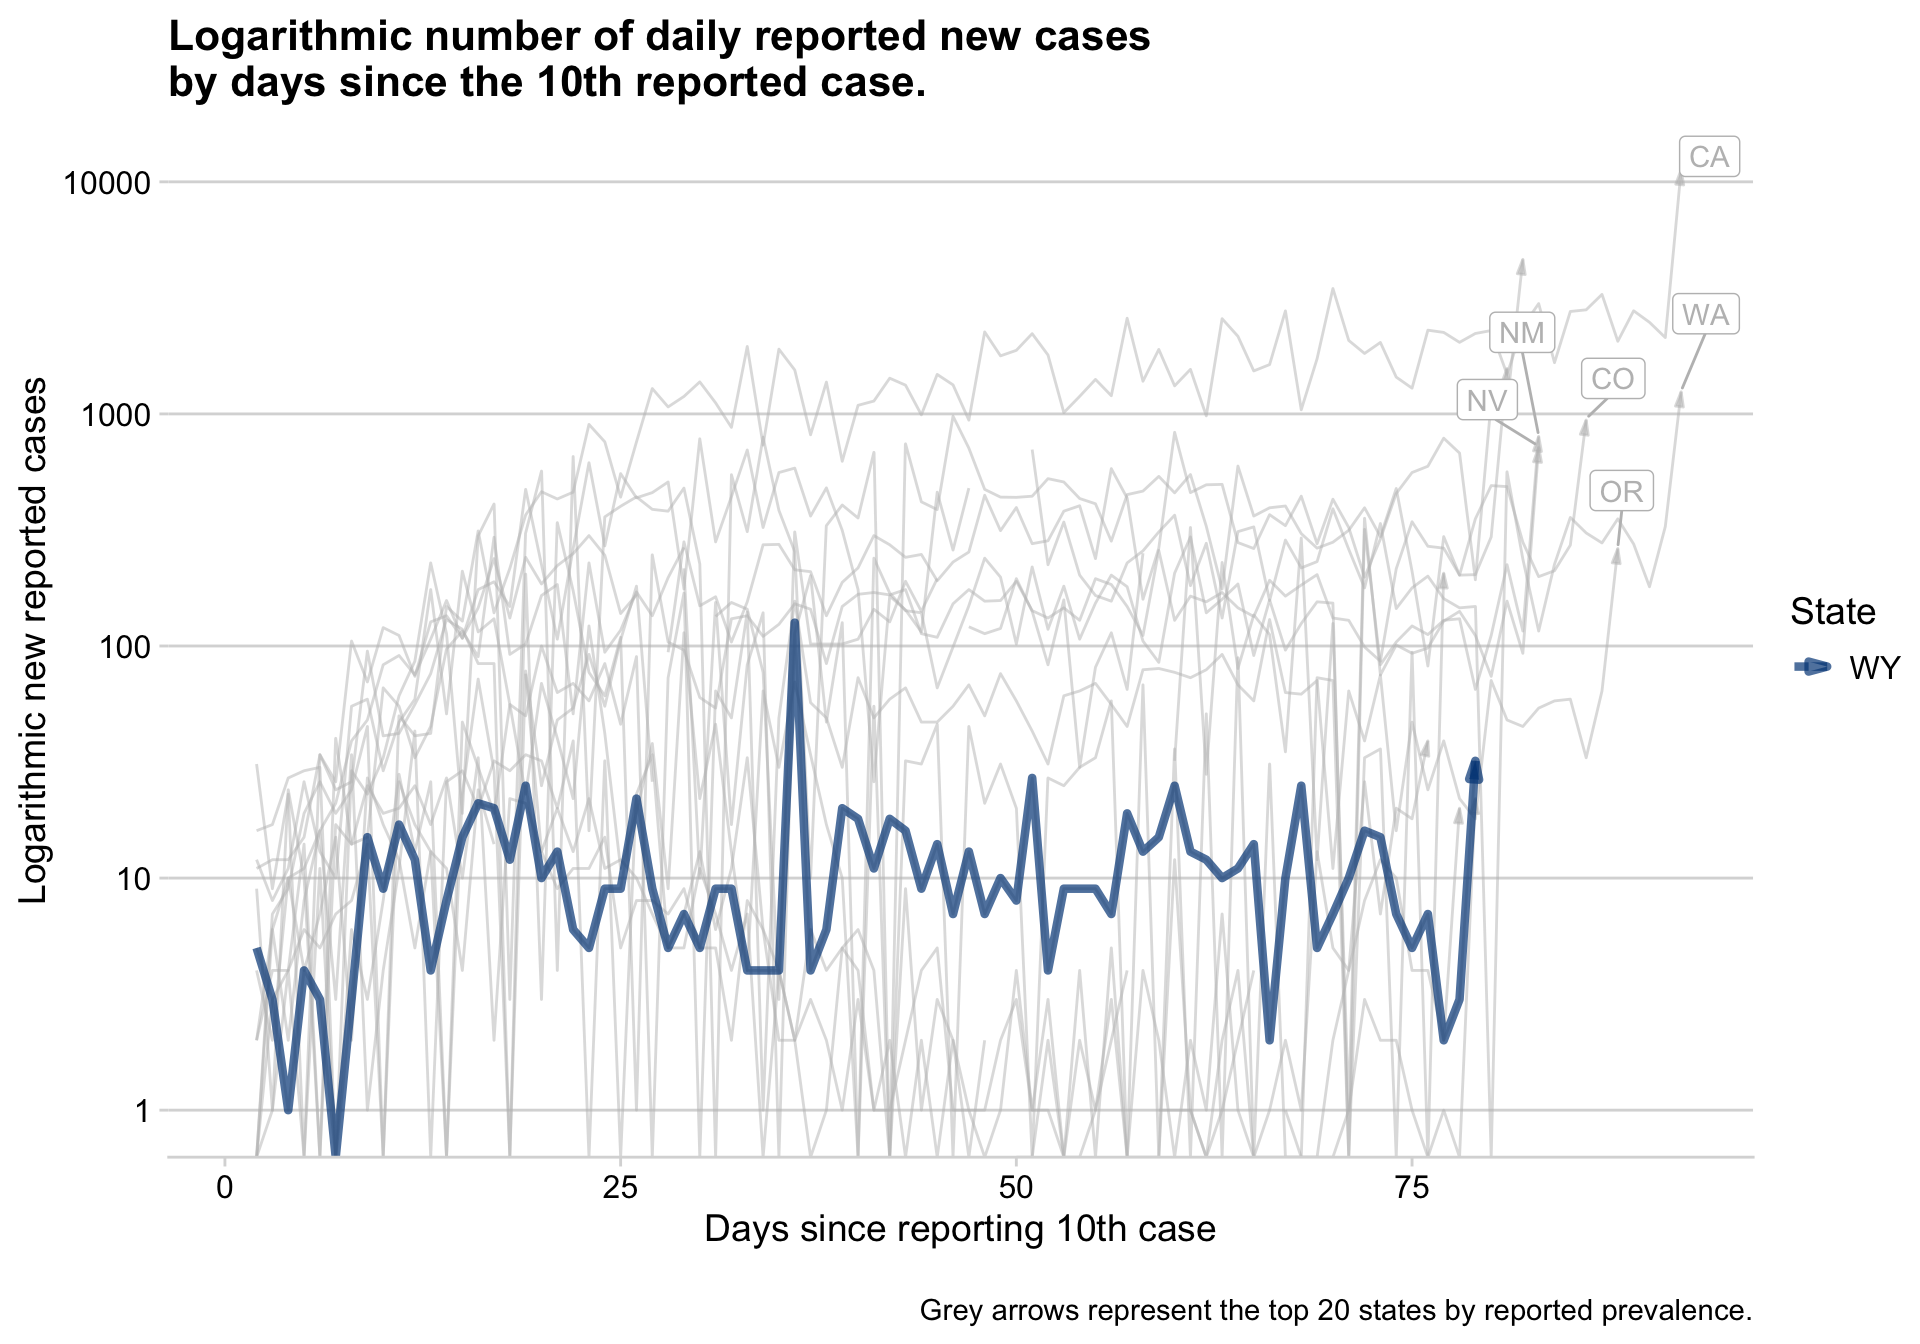 Logarithmic number of daily reported new cases
by days since the 10th reported case.
Logarithmic new reported cases
10000
1000
100
10
1
CA
WA
NM
CO
NV
OR
State
WY
0
25
50
75
Days since reporting 10th case
Grey arrows represent the top 20 states by reported prevalence.